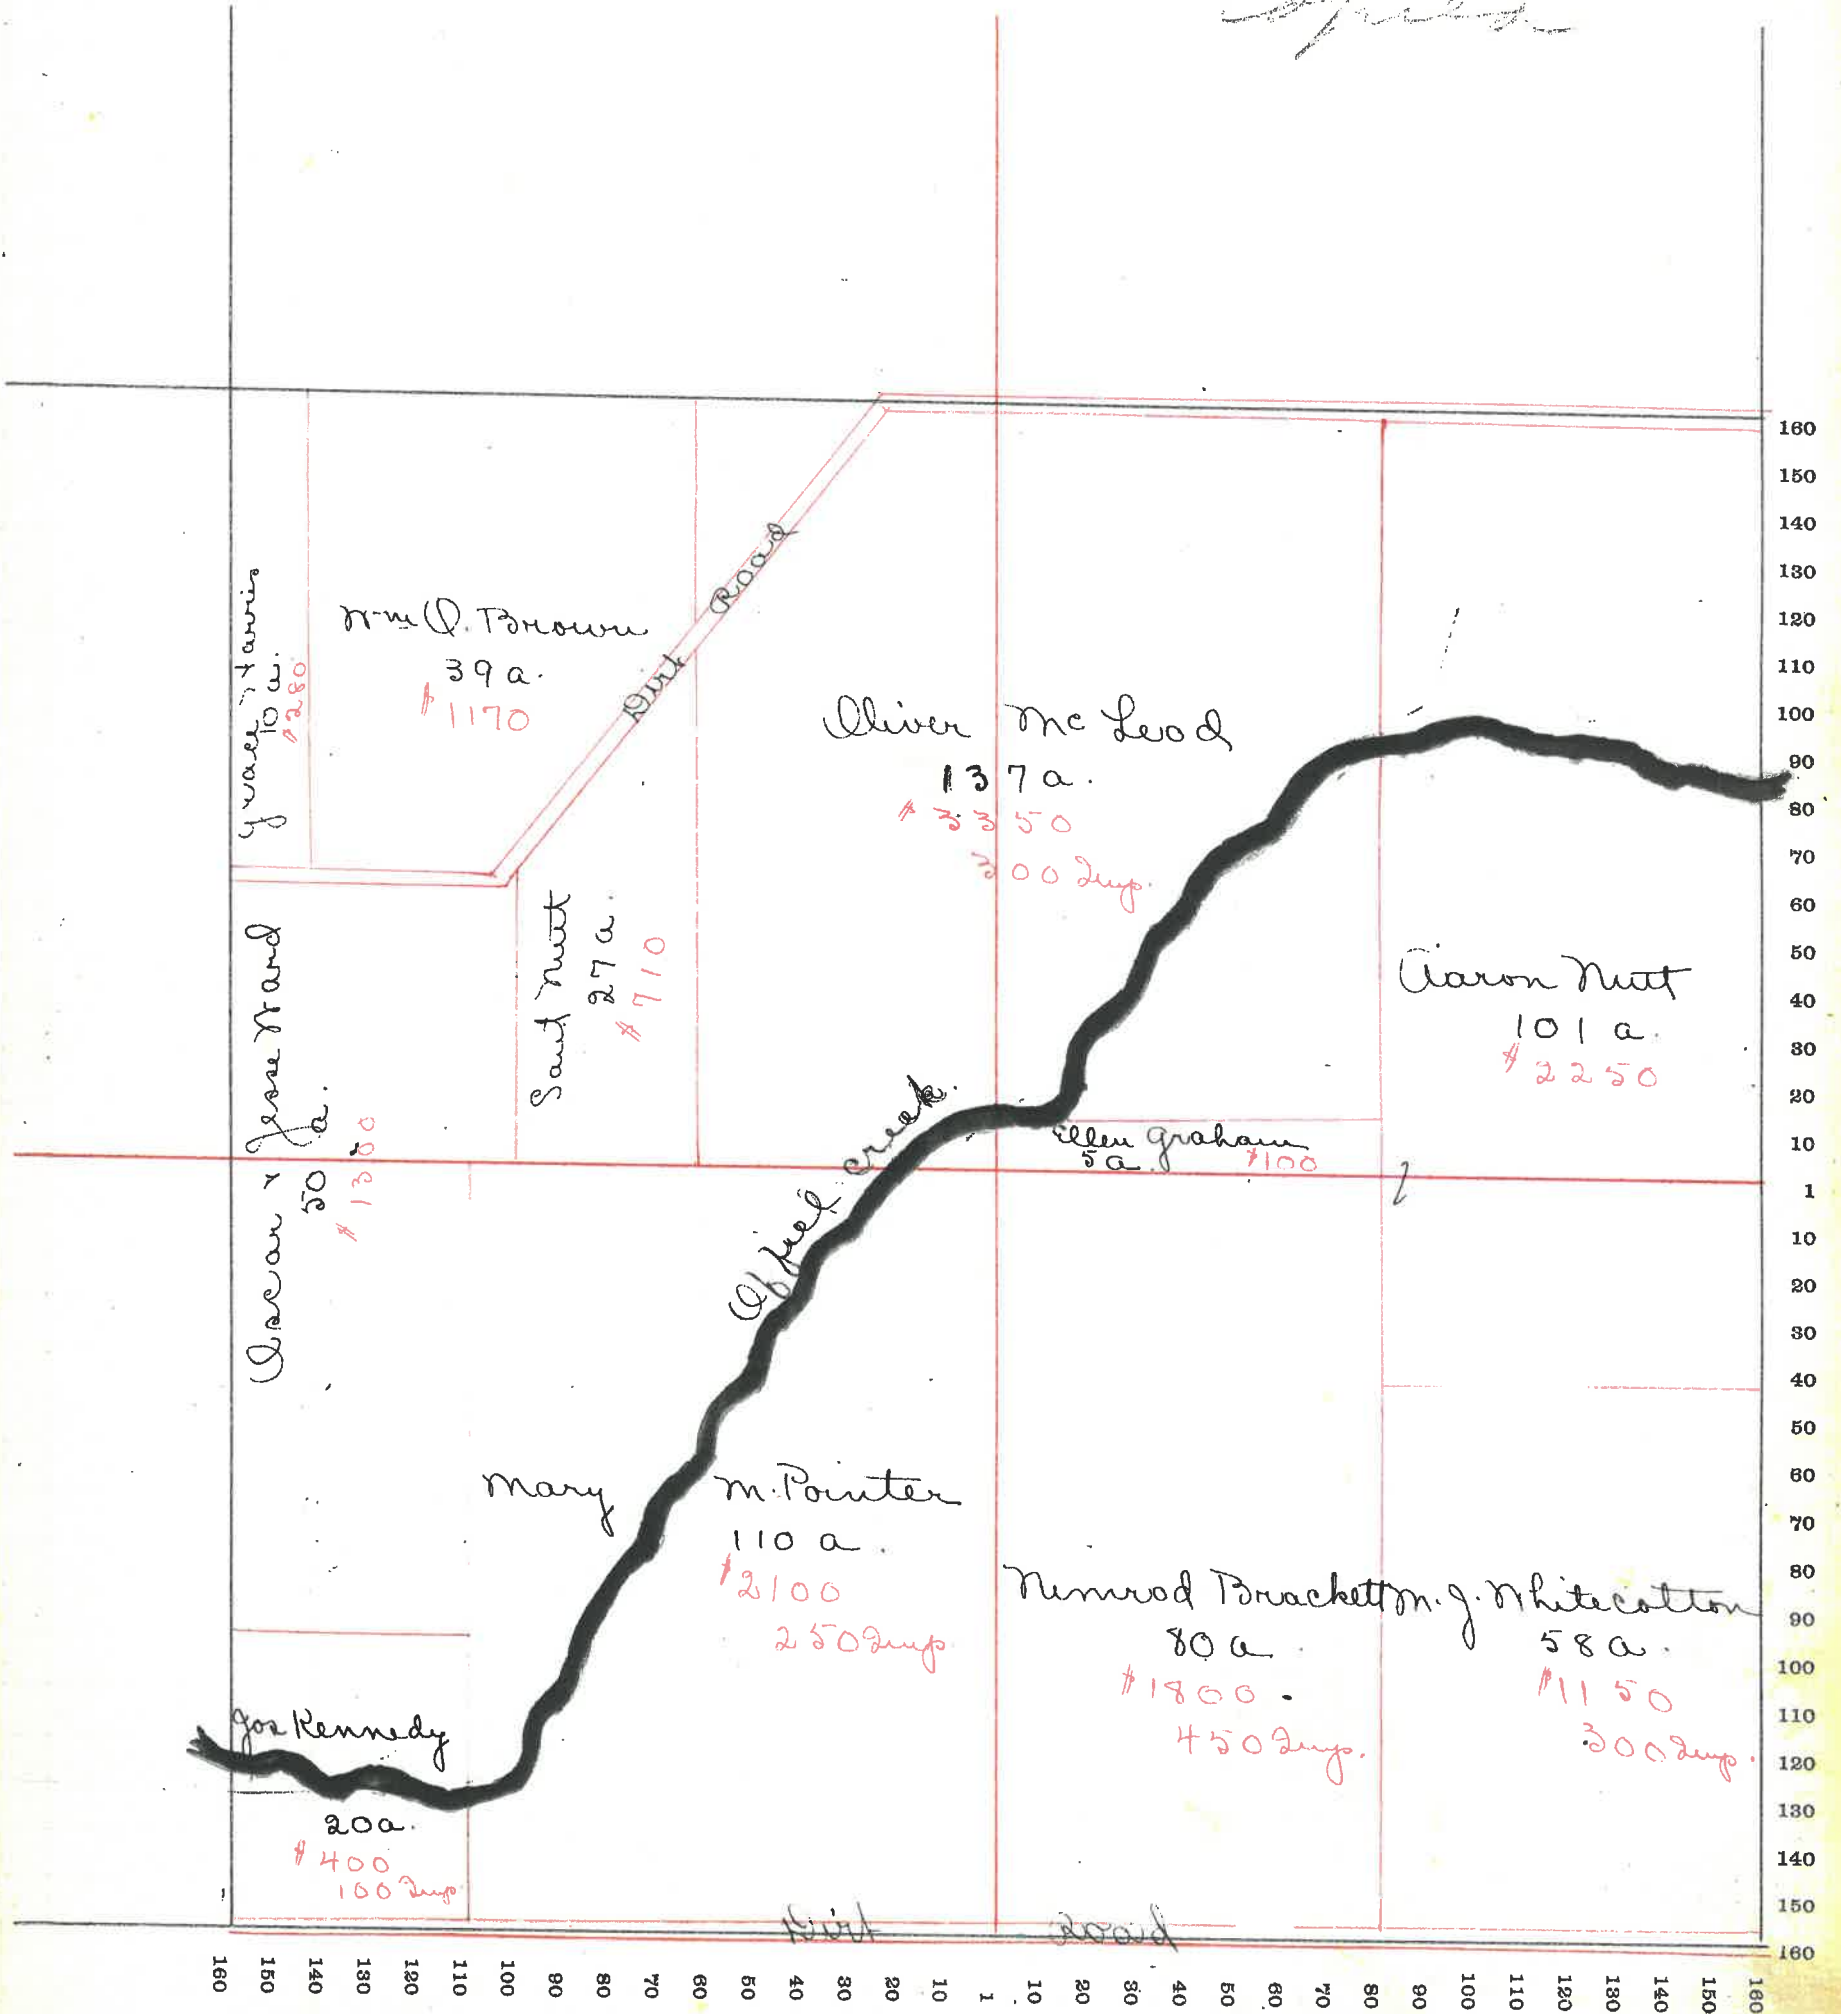 Wm O. Brown
39 a.
$1170
Harris
10 a.
$280
Dirt Road
Oliver McLeod
137 a.
$3350
300 Imp.
Saml Nutt
27 a.
$710
Oscar & Jesse Ward
50 a.
$1300
Aaron Nutt
101 a.
$2250
Ellen Graham
5 a. $100
Creek.
Mary M. Pointer
110 a.
$2100
250 Imp.
Nimrod Brackett
80 a.
$1800
450 Imp.
M. J. Whitecotton
58 a.
$1150
300 Imp.
Jos Kennedy
20 a.
$400
100 Imp
Dirt Road
160
150
140
130
120
110
100
90
80
70
60
50
40
30
20
10
1
10
20
30
40
50
60
70
80
90
100
110
120
130
140
150
160
160 150 140 130 120 110 100 90 80 70 60 50 40 30 20 10 1 10 20 30 40 50 60 70 80 90 100 110 120 130 140 150 160